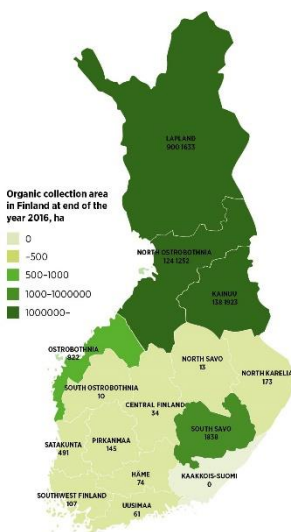 LAPLAND
900 1833
Organic collection area
in Finland at end of the
year 2016, ha
0
-500
500-1000
1000-1000000
1000000-
NORTH OSTROBOTHNIA
124 1252
KAINUU
138 1923
OSTROBOTHNIA
822
NORTH SAVO
13
NORTH KARELIA
173
SOUTH OSTROBOTHNIA
10
CENTRAL FINLAND
34
SOUTH SAVO
1838
SATAKUNTA
491
PIRKANMAA
145
HÄME
74
KAAKKOIS-SUOMI
0
SOUTHWEST FINLAND
107
UUSIMAA
61